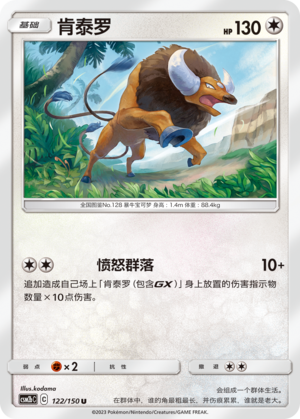 基础 肯泰罗 HP 130
全国图鉴No.128 暴牛宝可梦 身高：1.4m 体重：88.4kg
愤怒群落 10+
追加造成自己场上「肯泰罗（包含GX）」身上放置的伤害指示物
数量×10点伤害。
弱点 ×2 抗性 撤退
Illus.kodama
CSM2b C C 122/150 U
会组成一个群体生活。
在群体中，谁的角最粗最长、并伤痕累累，谁就是老大。
©2023 Pokémon/Nintendo/Creatures/GAME FREAK.